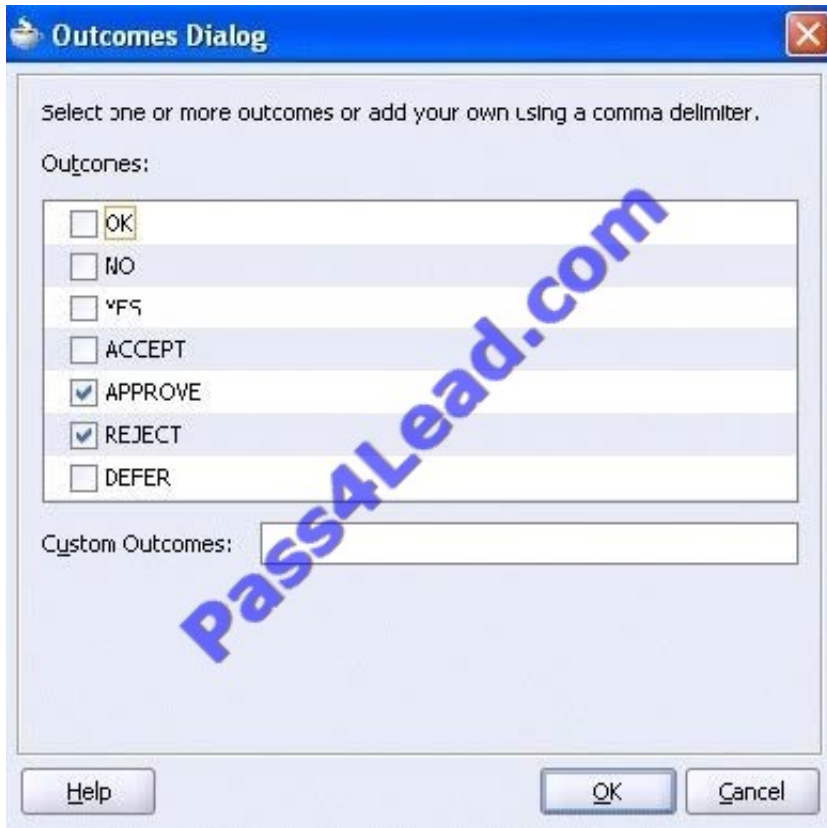 Outcomes Dialog
Select one or more outcomes or add your own using a comma delimiter.
Outcomes:
OK
NO
YES
ACCEPT
APPROVE
REJECT
DEFER
Custom Outcomes:
Pass4Lead.com
Help
OK
Cancel